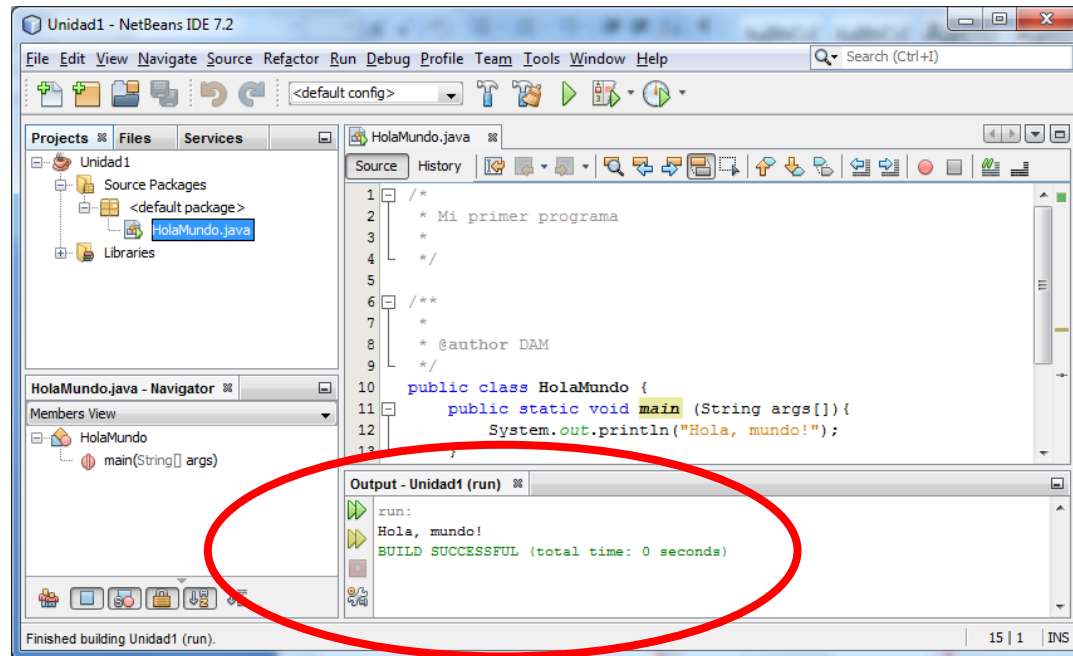 Unidad1 - NetBeans IDE 7.2
File Edit View Navigate Source Refactor Run Debug Profile Team Tools Window Help
Search (Ctrl+I)
<default config>
Projects Files Services
Unidad1
Source Packages
<default package>
HolaMundo.java
Libraries
HolaMundo.java - Navigator
Members View
HolaMundo
main(String[] args)
HolaMundo.java
Source History
1 /*
2 * Mi primer programa
3 *
4 */
5
6 /**
7 *
8 * @author DAM
9 */
10 public class HolaMundo {
11 public static void main (String args[]){
12 System.out.println("Hola, mundo!");
13 }
Output - Unidad1 (run)
run:
Hola, mundo!
BUILD SUCCESSFUL (total time: 0 seconds)
Finished building Unidad1 (run).
15 | 1 INS